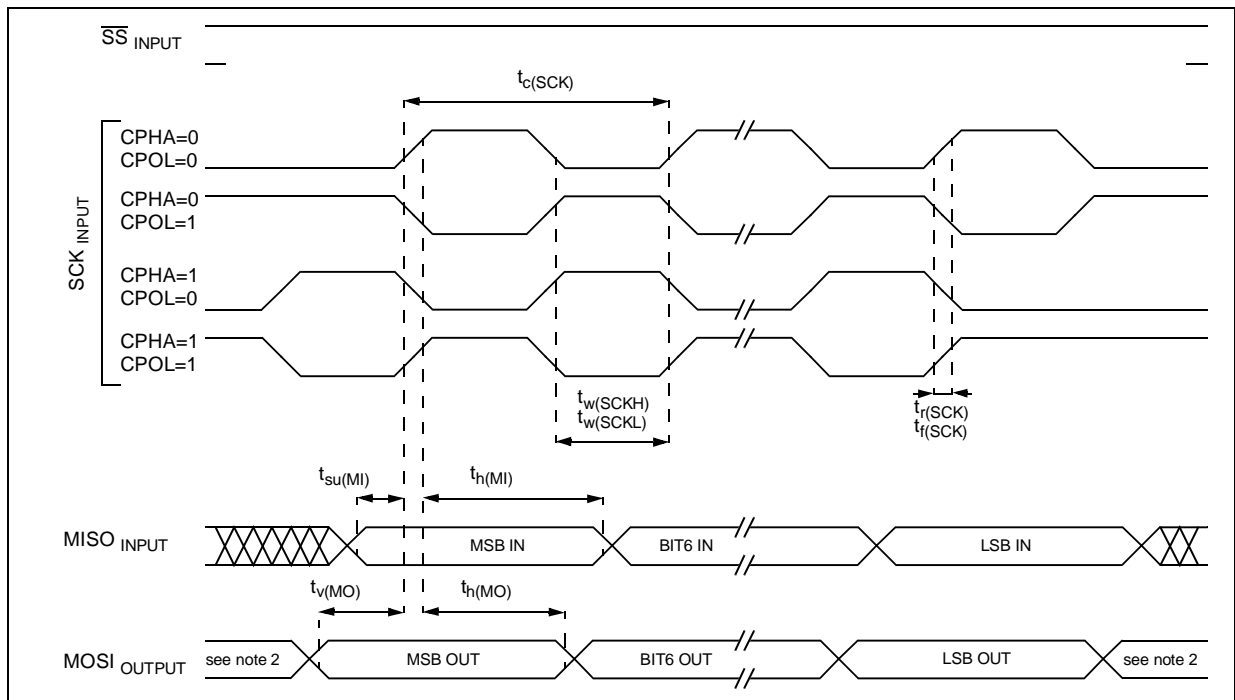 SS INPUT
tc(SCK)
SCK INPUT
CPHA=0
CPOL=0
CPHA=0
CPOL=1
CPHA=1
CPOL=0
CPHA=1
CPOL=1
tw(SCKH)
tw(SCKL)
tr(SCK)
tf(SCK)
tsu(MI)
th(MI)
MISO INPUT
MSB IN
BIT6 IN
LSB IN
tv(MO)
th(MO)
MOSI OUTPUT
see note 2
MSB OUT
BIT6 OUT
LSB OUT
see note 2